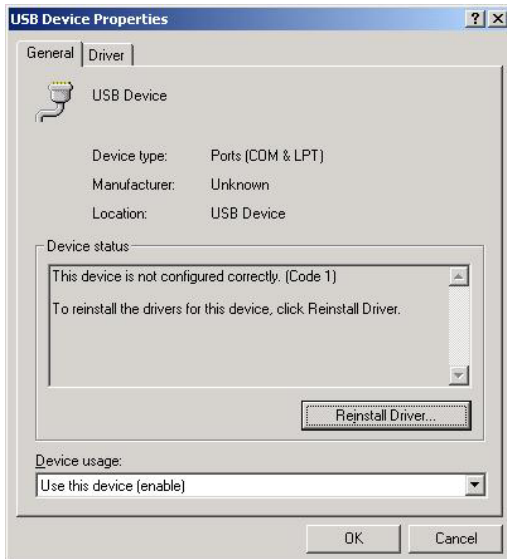 USB Device Properties
General
Driver
USB Device
Device type: Ports (COM & LPT)
Manufacturer: Unknown
Location: USB Device
Device status
This device is not configured correctly. (Code 1)
To reinstall the drivers for this device, click Reinstall Driver.
Reinstall Driver...
Device usage:
Use this device (enable)
OK
Cancel